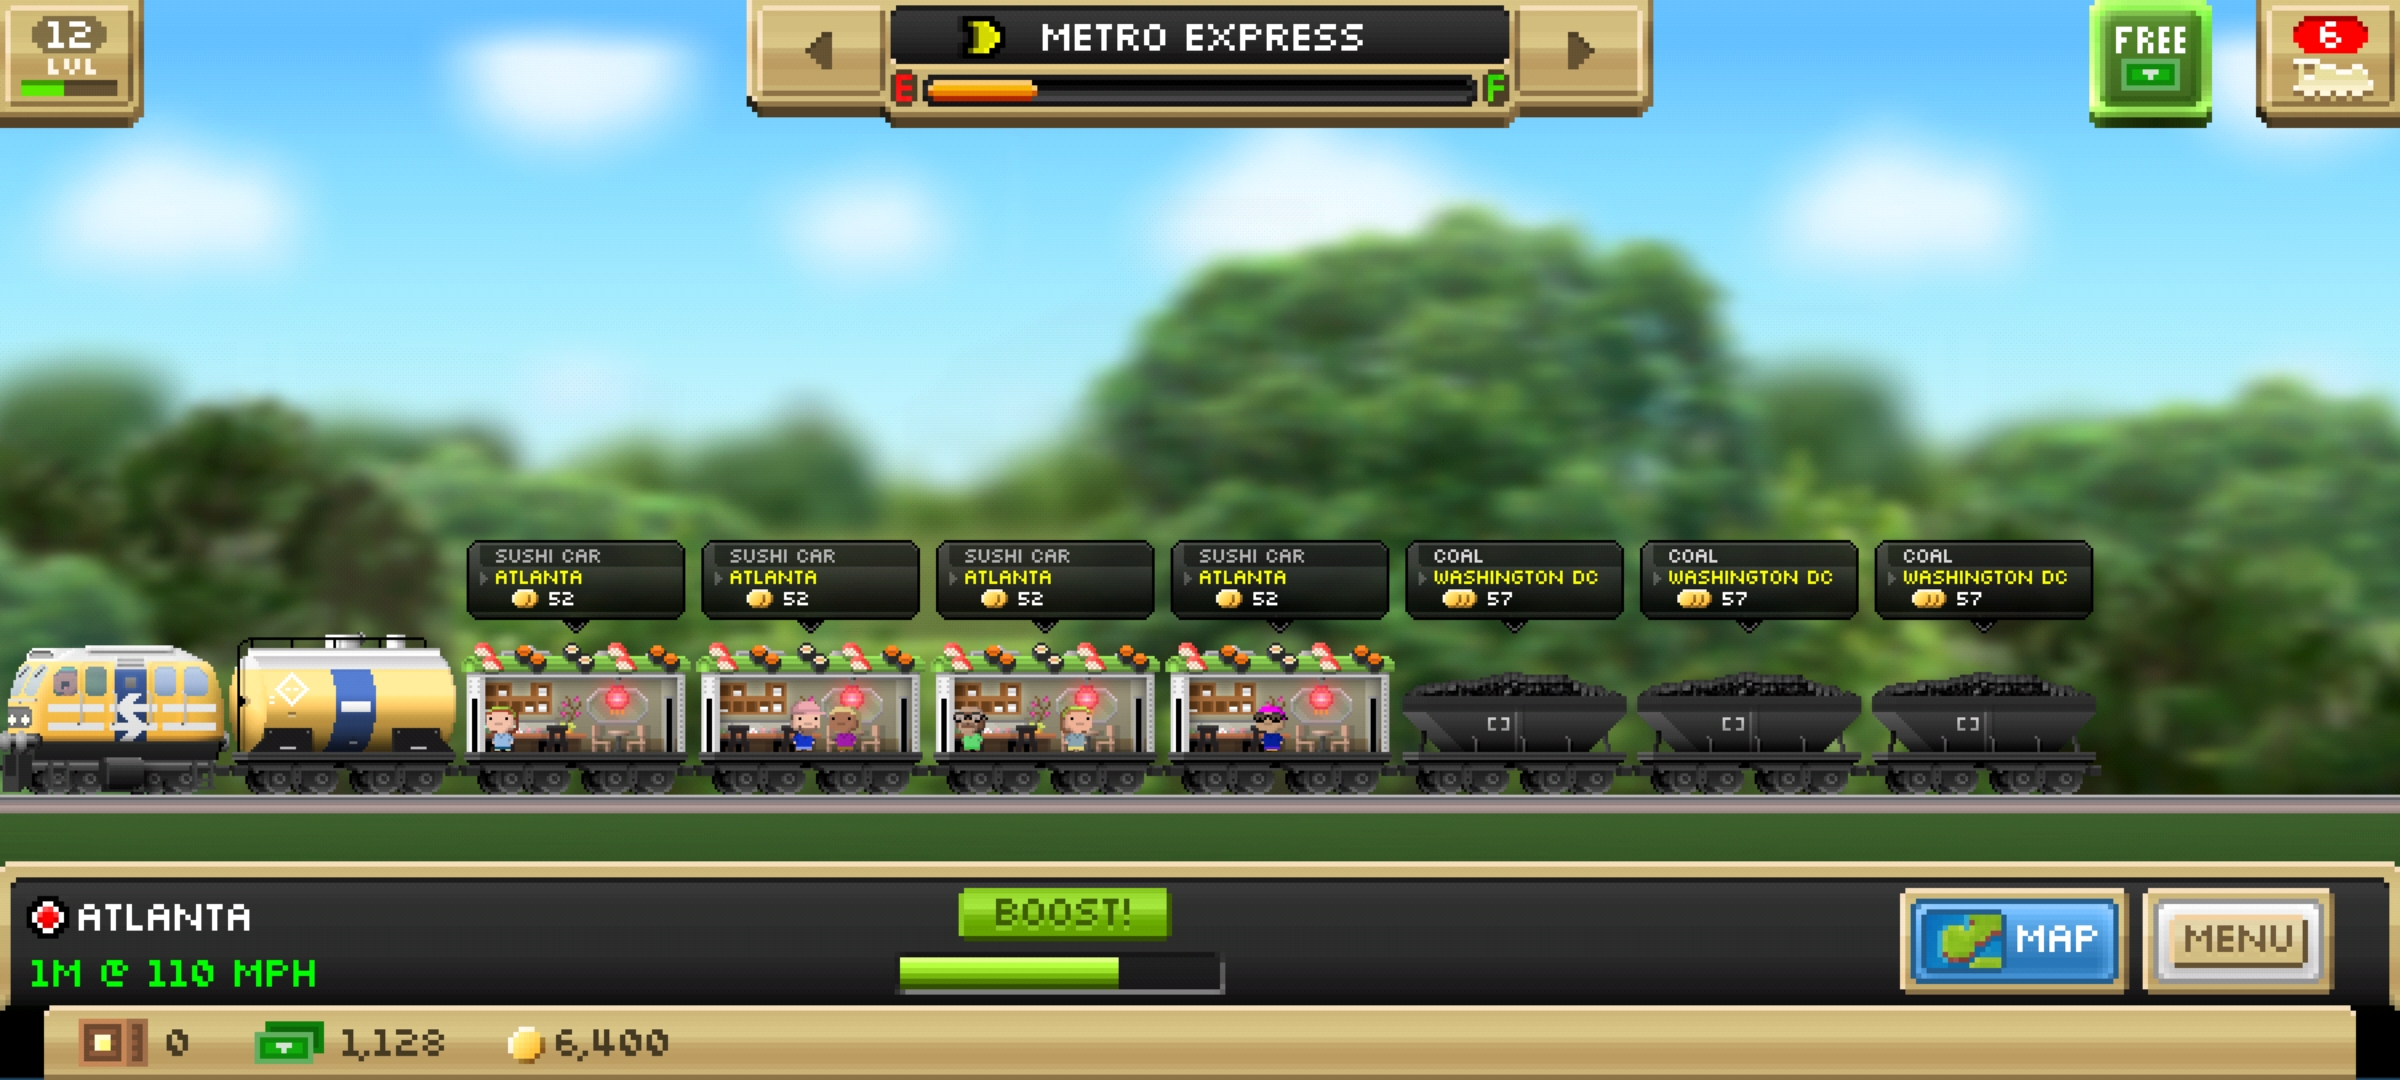 12
LVL
METRO EXPRESS
E F
FREE
6
SUSHI CAR
ATLANTA
52
SUSHI CAR
ATLANTA
52
SUSHI CAR
ATLANTA
52
SUSHI CAR
ATLANTA
52
COAL
WASHINGTON DC
57
COAL
WASHINGTON DC
57
COAL
WASHINGTON DC
57
ATLANTA
1M @ 110 MPH
BOOST!
MAP
MENU
0
1,128
6,400